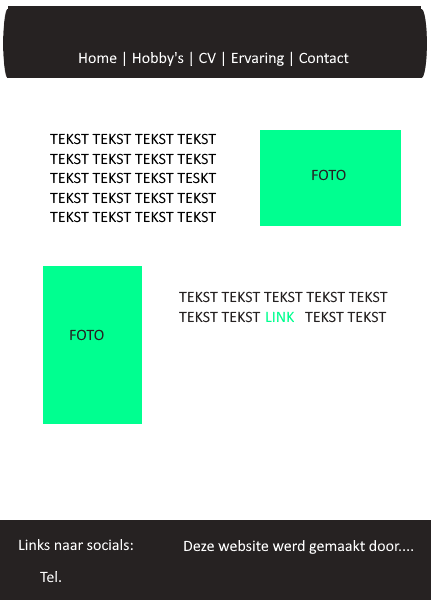 Home | Hobby's | CV | Ervaring | Contact
TEKST TEKST TEKST TEKST
TEKST TEKST TEKST TEKST
TEKST TEKST TEKST TESKT
TEKST TEKST TEKST TEKST
TEKST TEKST TEKST TEKST
FOTO
FOTO
TEKST TEKST TEKST TEKST TEKST
TEKST TEKST LINK TEKST TEKST
Links naar socials:
Deze website werd gemaakt door....
Tel.